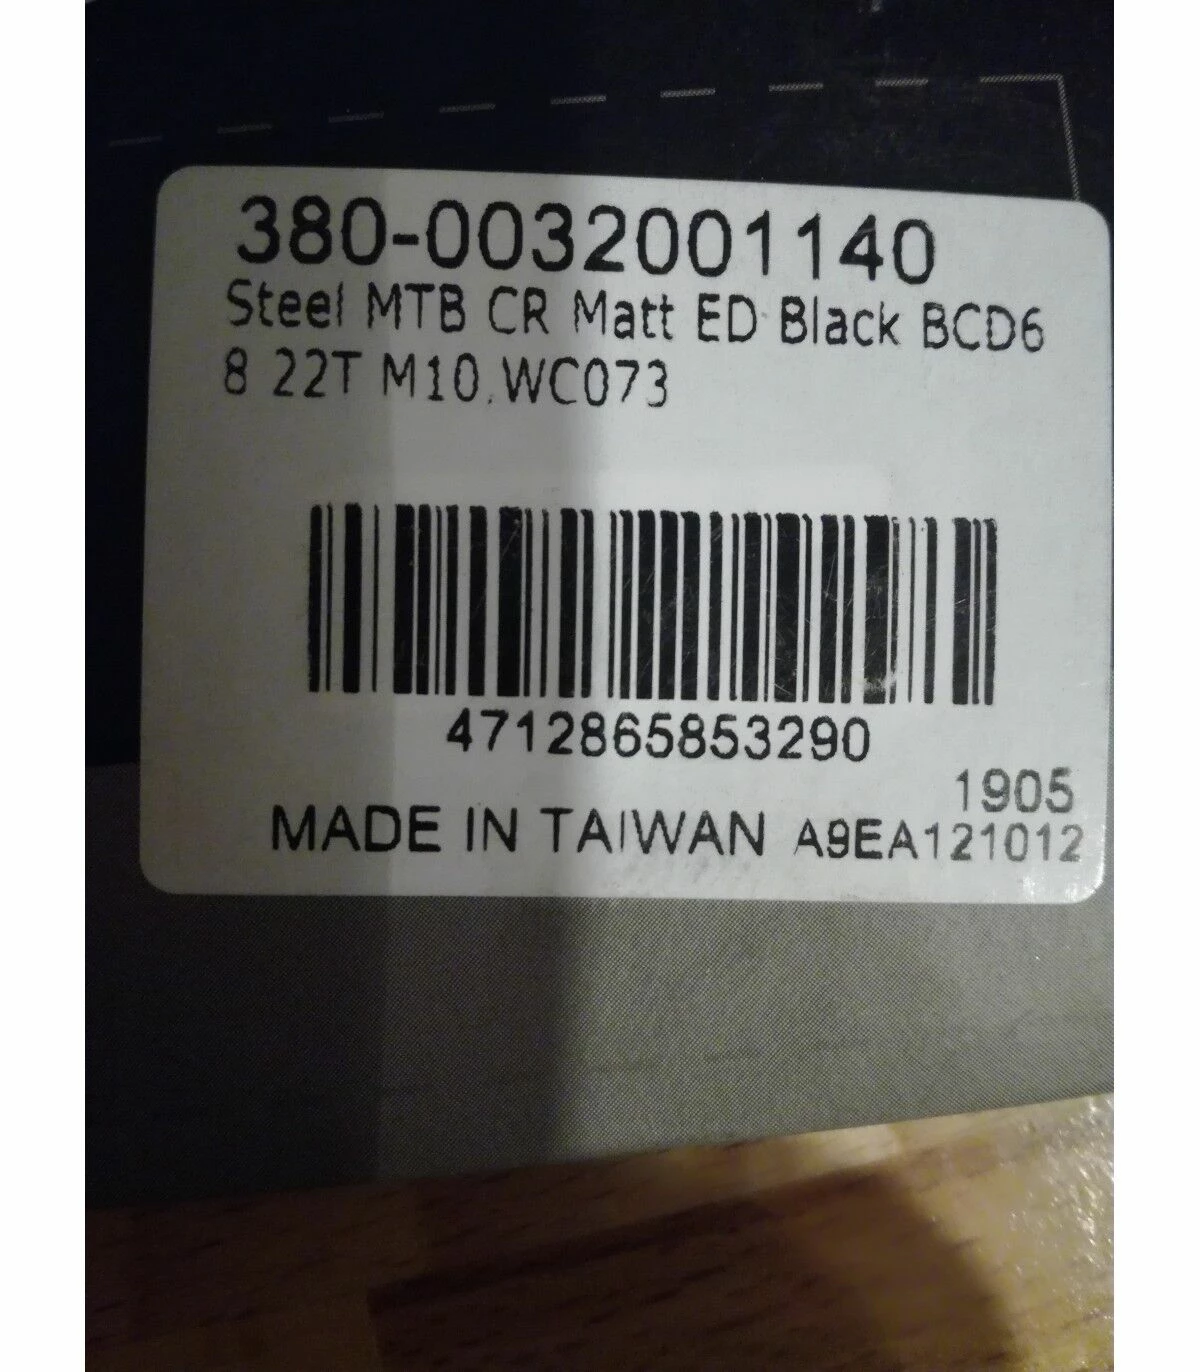 380-0032001140
Steel MTB CR Matt ED Black BCD6
8 22T M10,WC073
4712865853290
1905
MADE IN TAIWAN A9EA121012